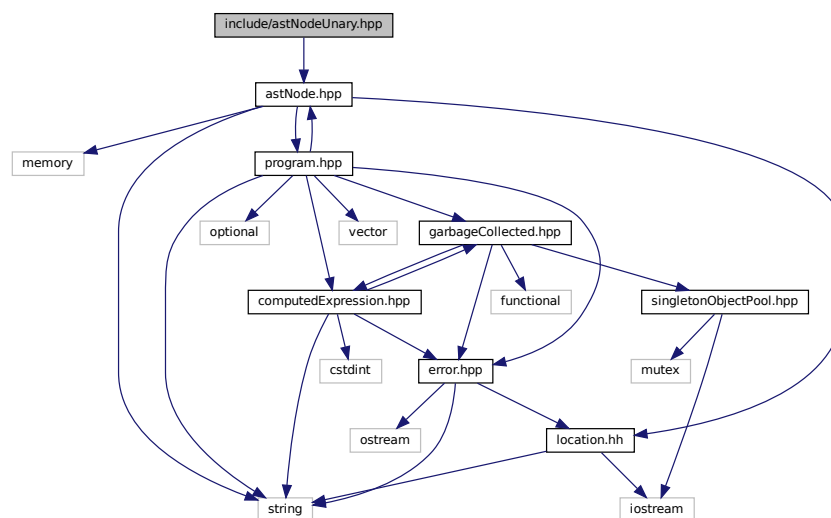 include/astNodeUnary.hpp
astNode.hpp
memory
program.hpp
optional
vector
garbageCollected.hpp
computedExpression.hpp
functional
singletonObjectPool.hpp
cstdint
error.hpp
mutex
ostream
location.hh
string
iostream